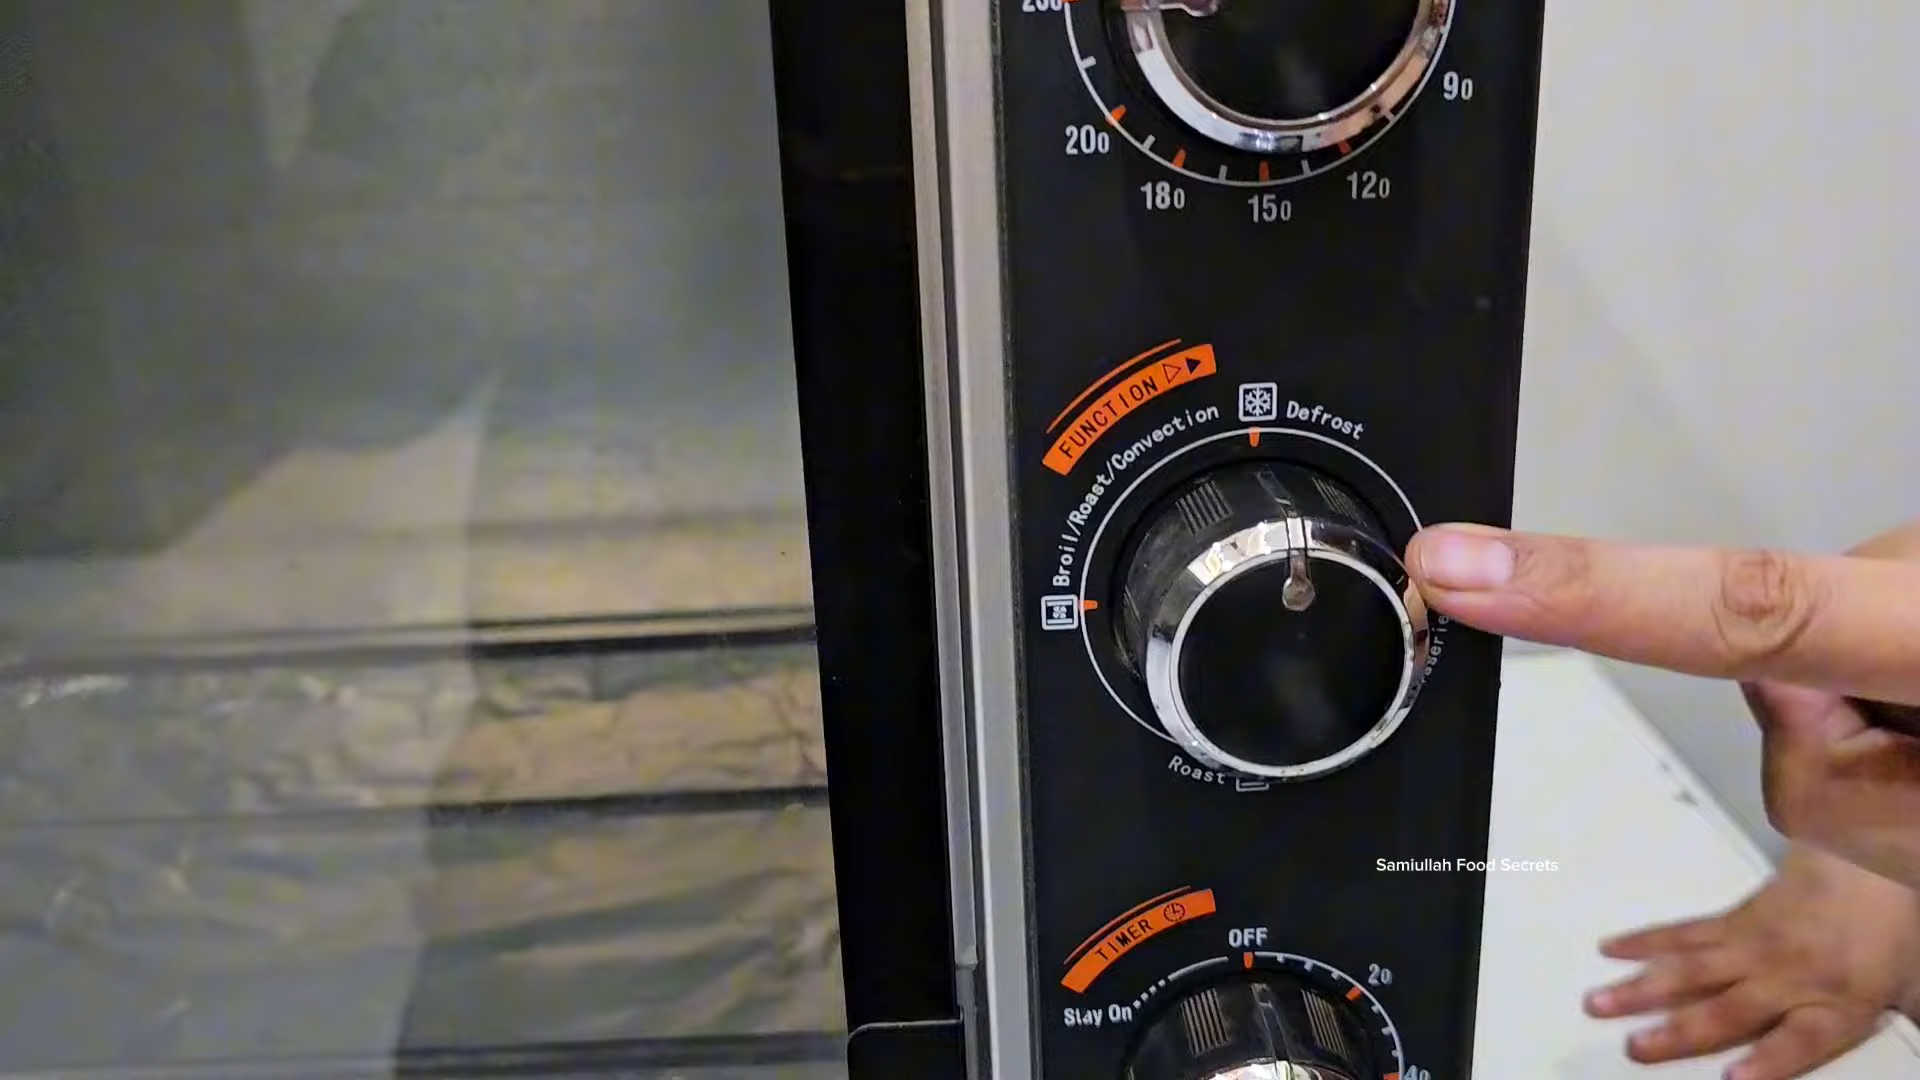 200
180
150
120
90
FUNCTION
Broil/Roast/Convection
Defrost
Roast
Samiullah Food Secrets
TIMER
OFF
20
Stay On
40